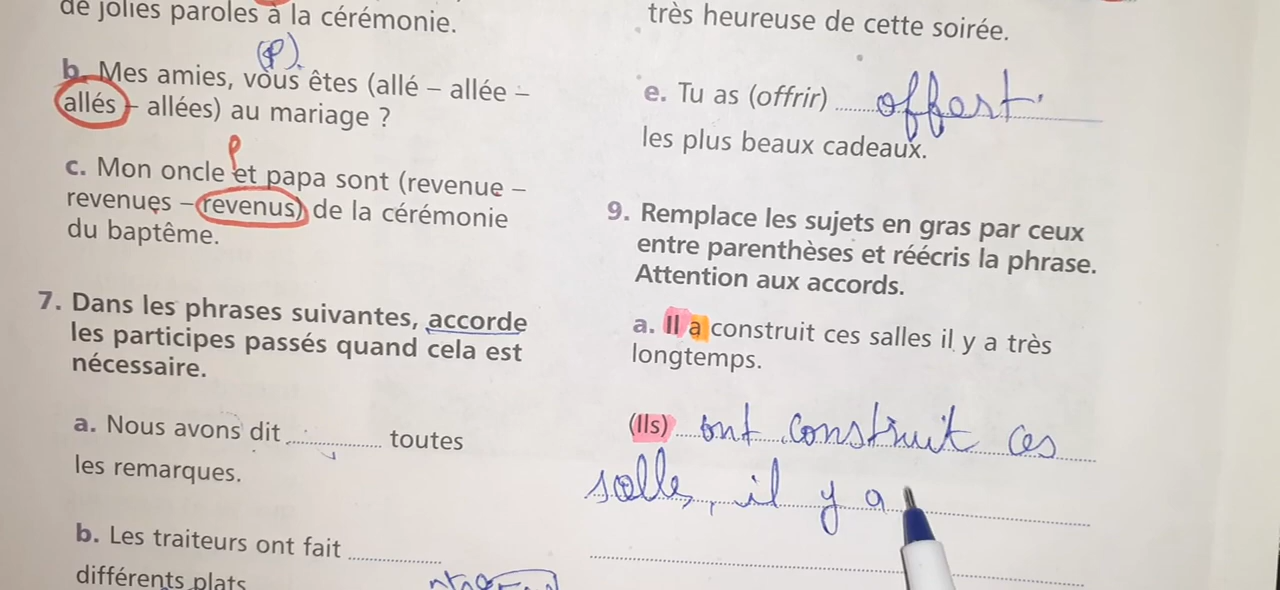 de jolies paroles à la cérémonie.
(P).
b. Mes amies, vous êtes (allé – allée –
allés – allées) au mariage ?
P
c. Mon oncle et papa sont (revenue –
revenues – revenus) de la cérémonie
du baptême.
7. Dans les phrases suivantes, accorde
les participes passés quand cela est
nécessaire.
a. Nous avons dit ............... toutes
les remarques.
b. Les traiteurs ont fait ...............
différents plats
très heureuse de cette soirée.
e. Tu as (offrir) ...... offert.
les plus beaux cadeaux.
9. Remplace les sujets en gras par ceux
entre parenthèses et réécris la phrase.
Attention aux accords.
a. Il a construit ces salles il y a très
longtemps.
(Ils) ont construit ces
salles, il y a